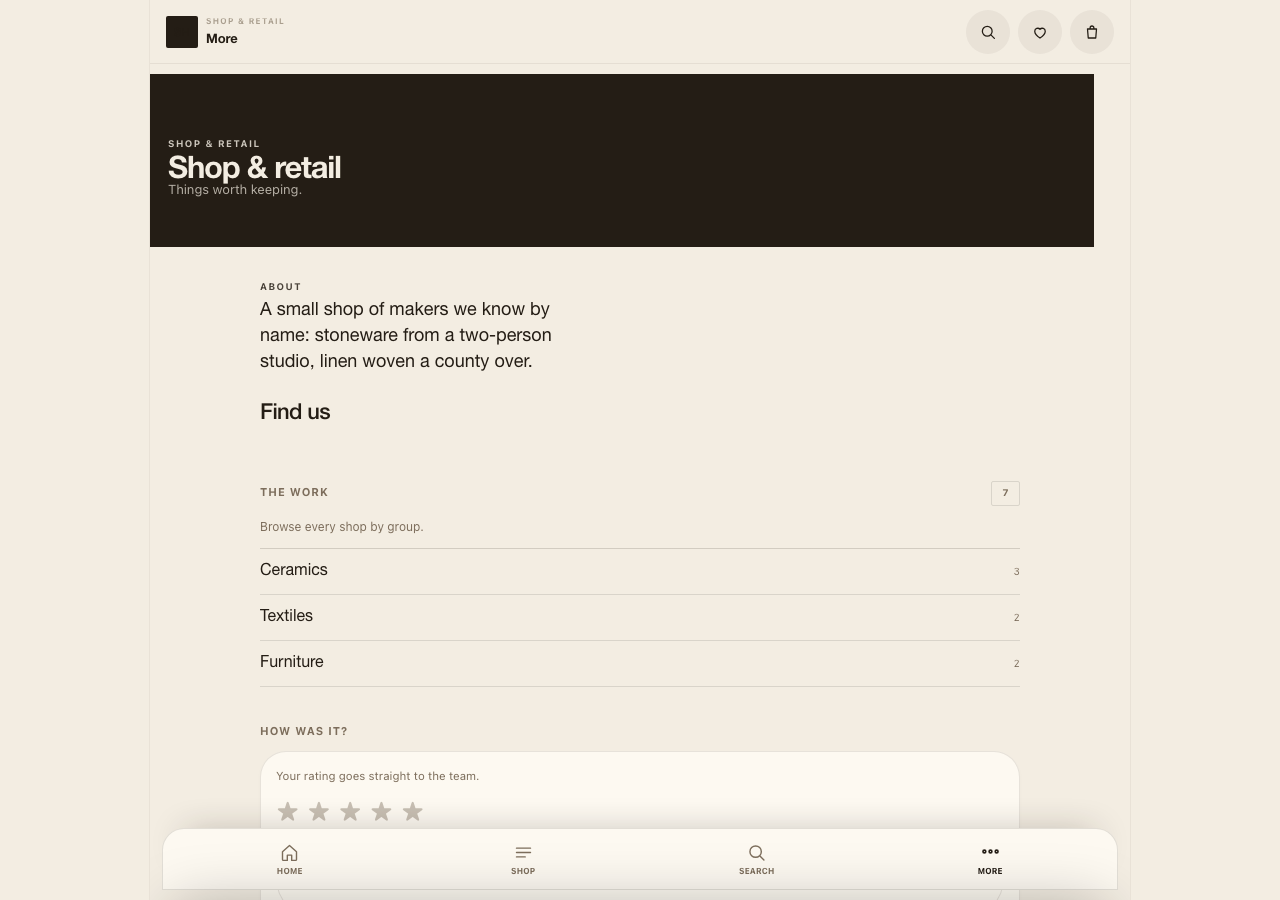 SHOP & RETAIL
More
SHOP & RETAIL
Shop & retail
Things worth keeping.
ABOUT
A small shop of makers we know by
name: stoneware from a two-person
studio, linen woven a county over.
Find us
THE WORK
7
Browse every shop by group.
Ceramics
3
Textiles
2
Furniture
2
HOW WAS IT?
Your rating goes straight to the team.
HOME
SHOP
SEARCH
MORE